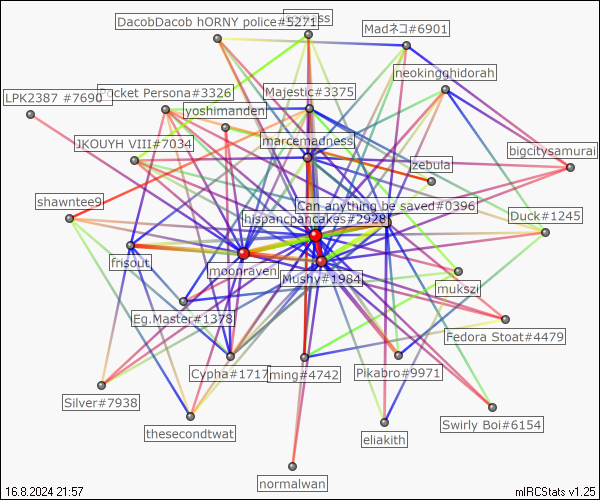 DacobDacob hORNY police#5271
Madネコ#6901
neokingghidorah
Majestic#3375
Pocket Persona#3326
LPK2387 #7690
yoshimanden
marcemadness
JKOUYH VIII#7034
bigcitysamurai
zebula
shawntee9
Can anything be saved#0396
hispancpancakes#2928
Duck#1245
frisout
moonraven
Mushy#1984
mukszi
Eg.Market#1378
Fedora Stoat#4479
Cypha#1717
ming#4742
Pikabro#9971
Silver#7938
Swirly Boi#6154
thesecondtwat
eliakith
normalwan
16.8.2024 21:57
mIRCStats v1.25